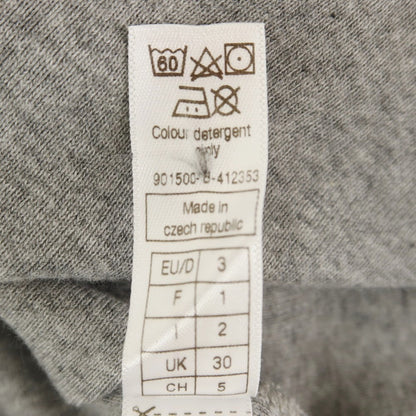 60
Colour detergent
only
901500- -412353
Made in
czech republic
EU/D 3
F 1
I 2
UK 30
CH 5